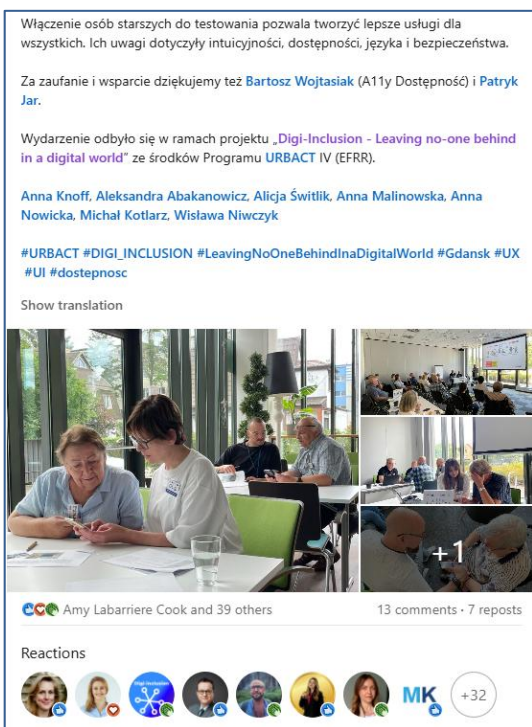 Włączenie osób starszych do testowania pozwala tworzyć lepsze usługi dla
wszystkich. Ich uwagi dotyczyły intuicyjności, dostępności, języka i bezpieczeństwa.
Za zaufanie i wsparcie dziękujemy też Bartosz Wojtasiak (A11y Dostępność) i Patryk
Jar.
Wydarzenie odbyło się w ramach projektu „Digi-Inclusion - Leaving no-one behind
in a digital world" ze środków Programu URBACT IV (EFRR).
Anna Knoff, Aleksandra Abakanowicz, Alicja Świtlik, Anna Malinowska, Anna
Nowicka, Michał Kotlarz, Wisława Niwczyk
#URBACT #DIGI_INCLUSION #LeavingNoOneBehindInaDigitalWorld #Gdansk #UX
#UI #dostepnosc
Show translation
+1
Amy Labarriere Cook and 39 others
13 comments • 7 reposts
Reactions
Digi-Inclusion
MK
+32